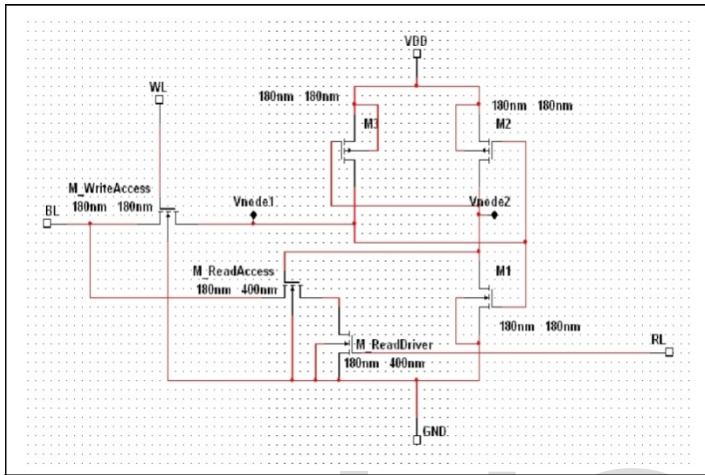 VDD
WL
180nm 180nm
180nm 180nm
M3
M2
M_WriteAccess
180nm 180nm
Vnode1
Vnode2
BL
M_ReadAccess
180nm 400nm
M1
180nm 180nm
M_ReadDriver
180nm 400nm
RL
GND